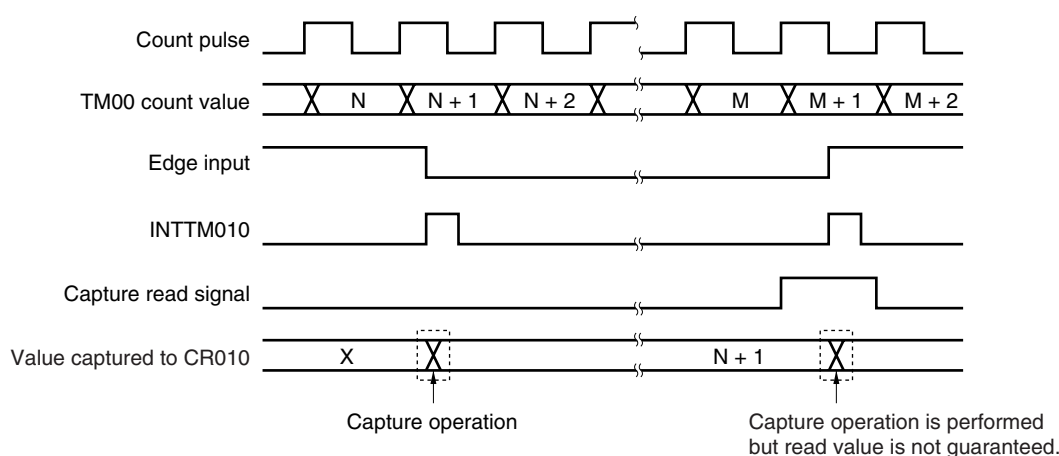 Count pulse
TM00 count value
N
N + 1
N + 2
M
M + 1
M + 2
Edge input
INTTM010
Capture read signal
Value captured to CR010
X
N + 1
Capture operation
Capture operation is performed
but read value is not guaranteed.